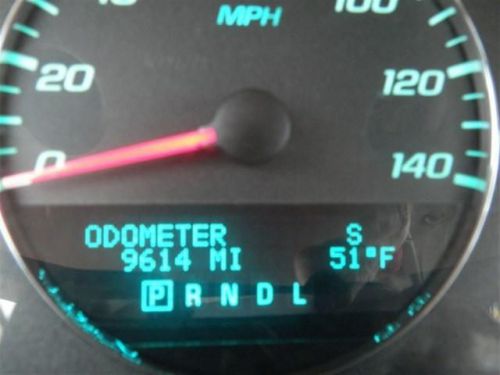 MPH
100
20
120
0
140
ODOMETER S
9614 MI 51°F
P R N D L